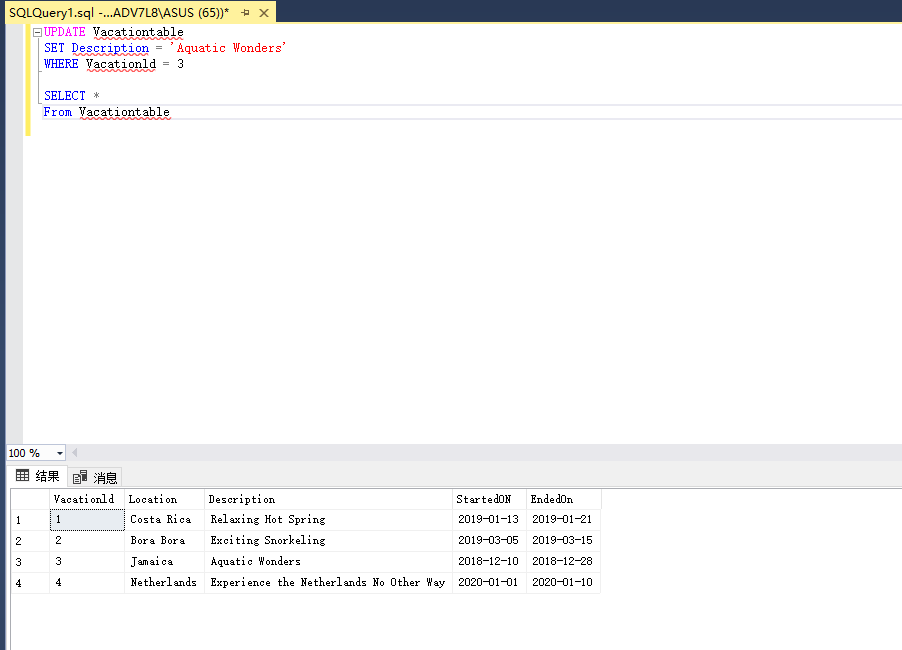 SQLQuery1.sql -...ADV7L8\ASUS (65))*
UPDATE Vacationtable
SET Description = 'Aquatic Wonders'
WHERE Vacationld = 3
SELECT *
From Vacationtable
100 %
结果 消息
Vacationld Location Description StartedON EndedOn
1 1 Costa Rica Relaxing Hot Spring 2019-01-13 2019-01-21
2 2 Bora Bora Exciting Snorkeling 2019-03-05 2019-03-15
3 3 Jamaica Aquatic Wonders 2018-12-10 2018-12-28
4 4 Netherlands Experience the Netherlands No Other Way 2020-01-01 2020-01-10